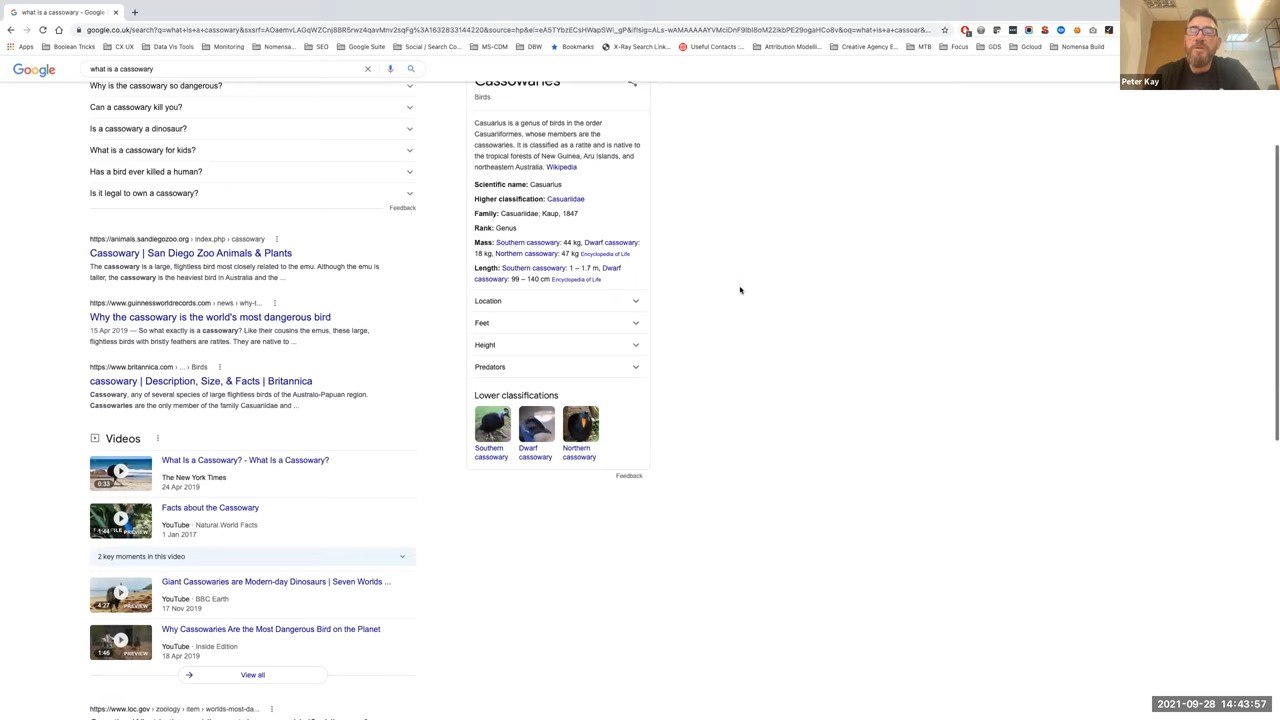 what is a cassowary - Google S
google.co.uk/search?q=what+is+a+cassowary&
Apps Boolean Tricks CX UX Data Vis Tools Monitoring Nomensa... SEO Google Suite Social / Search Co... MS-CDM DBW Bookmarks X-Ray Search Link... Useful Contacts :... Attribution Modelli... Creative Agency E... MTB Focus GDS Gcloud Nomensa Build
Google what is a cassowary
Peter Kay
Why is the cassowary so dangerous?
Can a cassowary kill you?
Is a cassowary a dinosaur?
What is a cassowary for kids?
Has a bird ever killed a human?
Is it legal to own a cassowary?
Feedback
https://animals.sandiegozoo.org › index.php › cassowary
Cassowary | San Diego Zoo Animals & Plants
The cassowary is a large, flightless bird most closely related to the emu. Although the emu is
taller, the cassowary is the heaviest bird in Australia and the ...
https://www.guinnessworldrecords.com › news › why-t...
Why the cassowary is the world's most dangerous bird
15 Apr 2019 — So what exactly is a cassowary? Like their cousins the emus, these large,
flightless birds with bristly feathers are ratites. They are native to ...
https://www.britannica.com › ... › Birds
cassowary | Description, Size, & Facts | Britannica
Cassowary, any of several species of large flightless birds of the Australo-Papuan region.
Cassowaries are the only member of the family Casuariidae and ...
Videos
0:33
What Is a Cassowary? - What Is a Cassowary?
The New York Times
24 Apr 2019
1:44 PREVIEW
Facts about the Cassowary
YouTube · Natural World Facts
1 Jan 2017
2 key moments in this video
4:27 PREVIEW
Giant Cassowaries are Modern-day Dinosaurs | Seven Worlds ...
YouTube · BBC Earth
17 Nov 2019
1:46 PREVIEW
Why Cassowaries Are the Most Dangerous Bird on the Planet
YouTube · Inside Edition
18 Apr 2019
View all
https://www.loc.gov › zoology › item › worlds-most-da...
Cassowaries
Birds
Casuarius is a genus of birds in the order
Casuariiformes, whose members are the
cassowaries. It is classified as a ratite and is native to
the tropical forests of New Guinea, Aru Islands, and
northeastern Australia. Wikipedia
Scientific name: Casuarius
Higher classification: Casuariidae
Family: Casuariidae; Kaup, 1847
Rank: Genus
Mass: Southern cassowary: 44 kg, Dwarf cassowary:
18 kg, Northern cassowary: 47 kg Encyclopedia of Life
Length: Southern cassowary: 1 – 1.7 m, Dwarf
cassowary: 99 – 140 cm Encyclopedia of Life
Location
Feet
Height
Predators
Lower classifications
Southern
cassowary
Dwarf
cassowary
Northern
cassowary
Feedback
2021-09-28 14:43:57